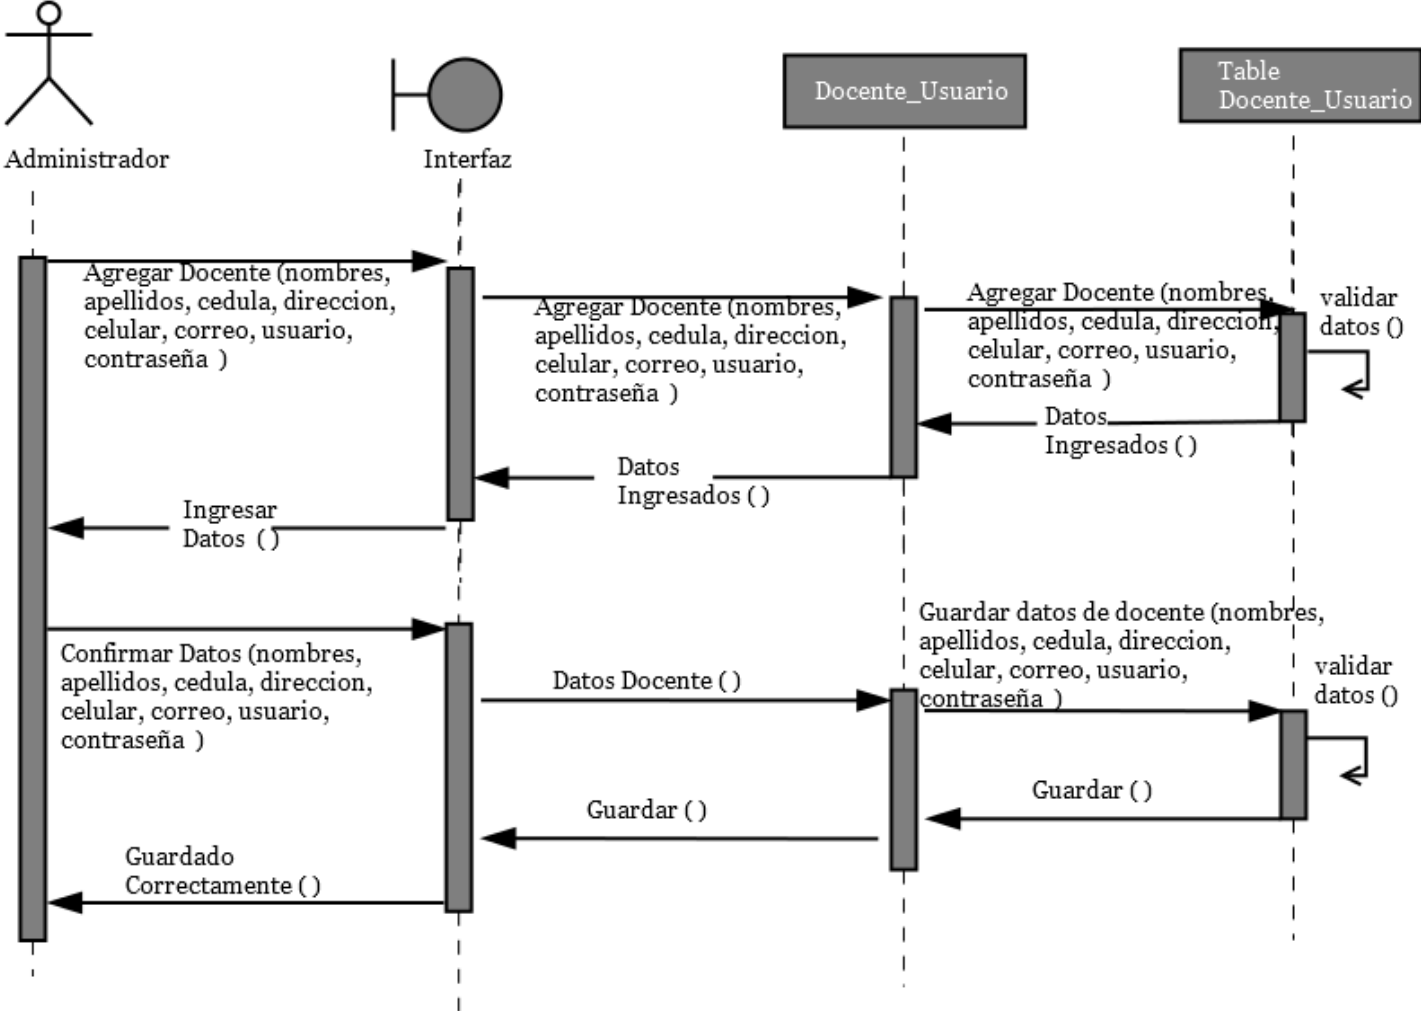 Docente_Usuario
Table
Docente_Usuario
Administrador
Interfaz
Agregar Docente (nombres,
apellidos, cedula, direccion,
celular, correo, usuario,
contraseña  )
Agregar Docente (nombres,
apellidos, cedula, direccion,
celular, correo, usuario,
contraseña  )
Agregar Docente (nombres,
apellidos, cedula, direccion,
celular, correo, usuario,
contraseña  )
validar
datos ()
Datos
Ingresados ( )
Datos
Ingresados ( )
Ingresar
Datos  ( )
Confirmar Datos (nombres,
apellidos, cedula, direccion,
celular, correo, usuario,
contraseña  )
Datos Docente ( )
Guardar datos de docente (nombres,
apellidos, cedula, direccion,
celular, correo, usuario,
contraseña  )
validar
datos ()
Guardar ( )
Guardar ( )
Guardado
Correctamente ( )